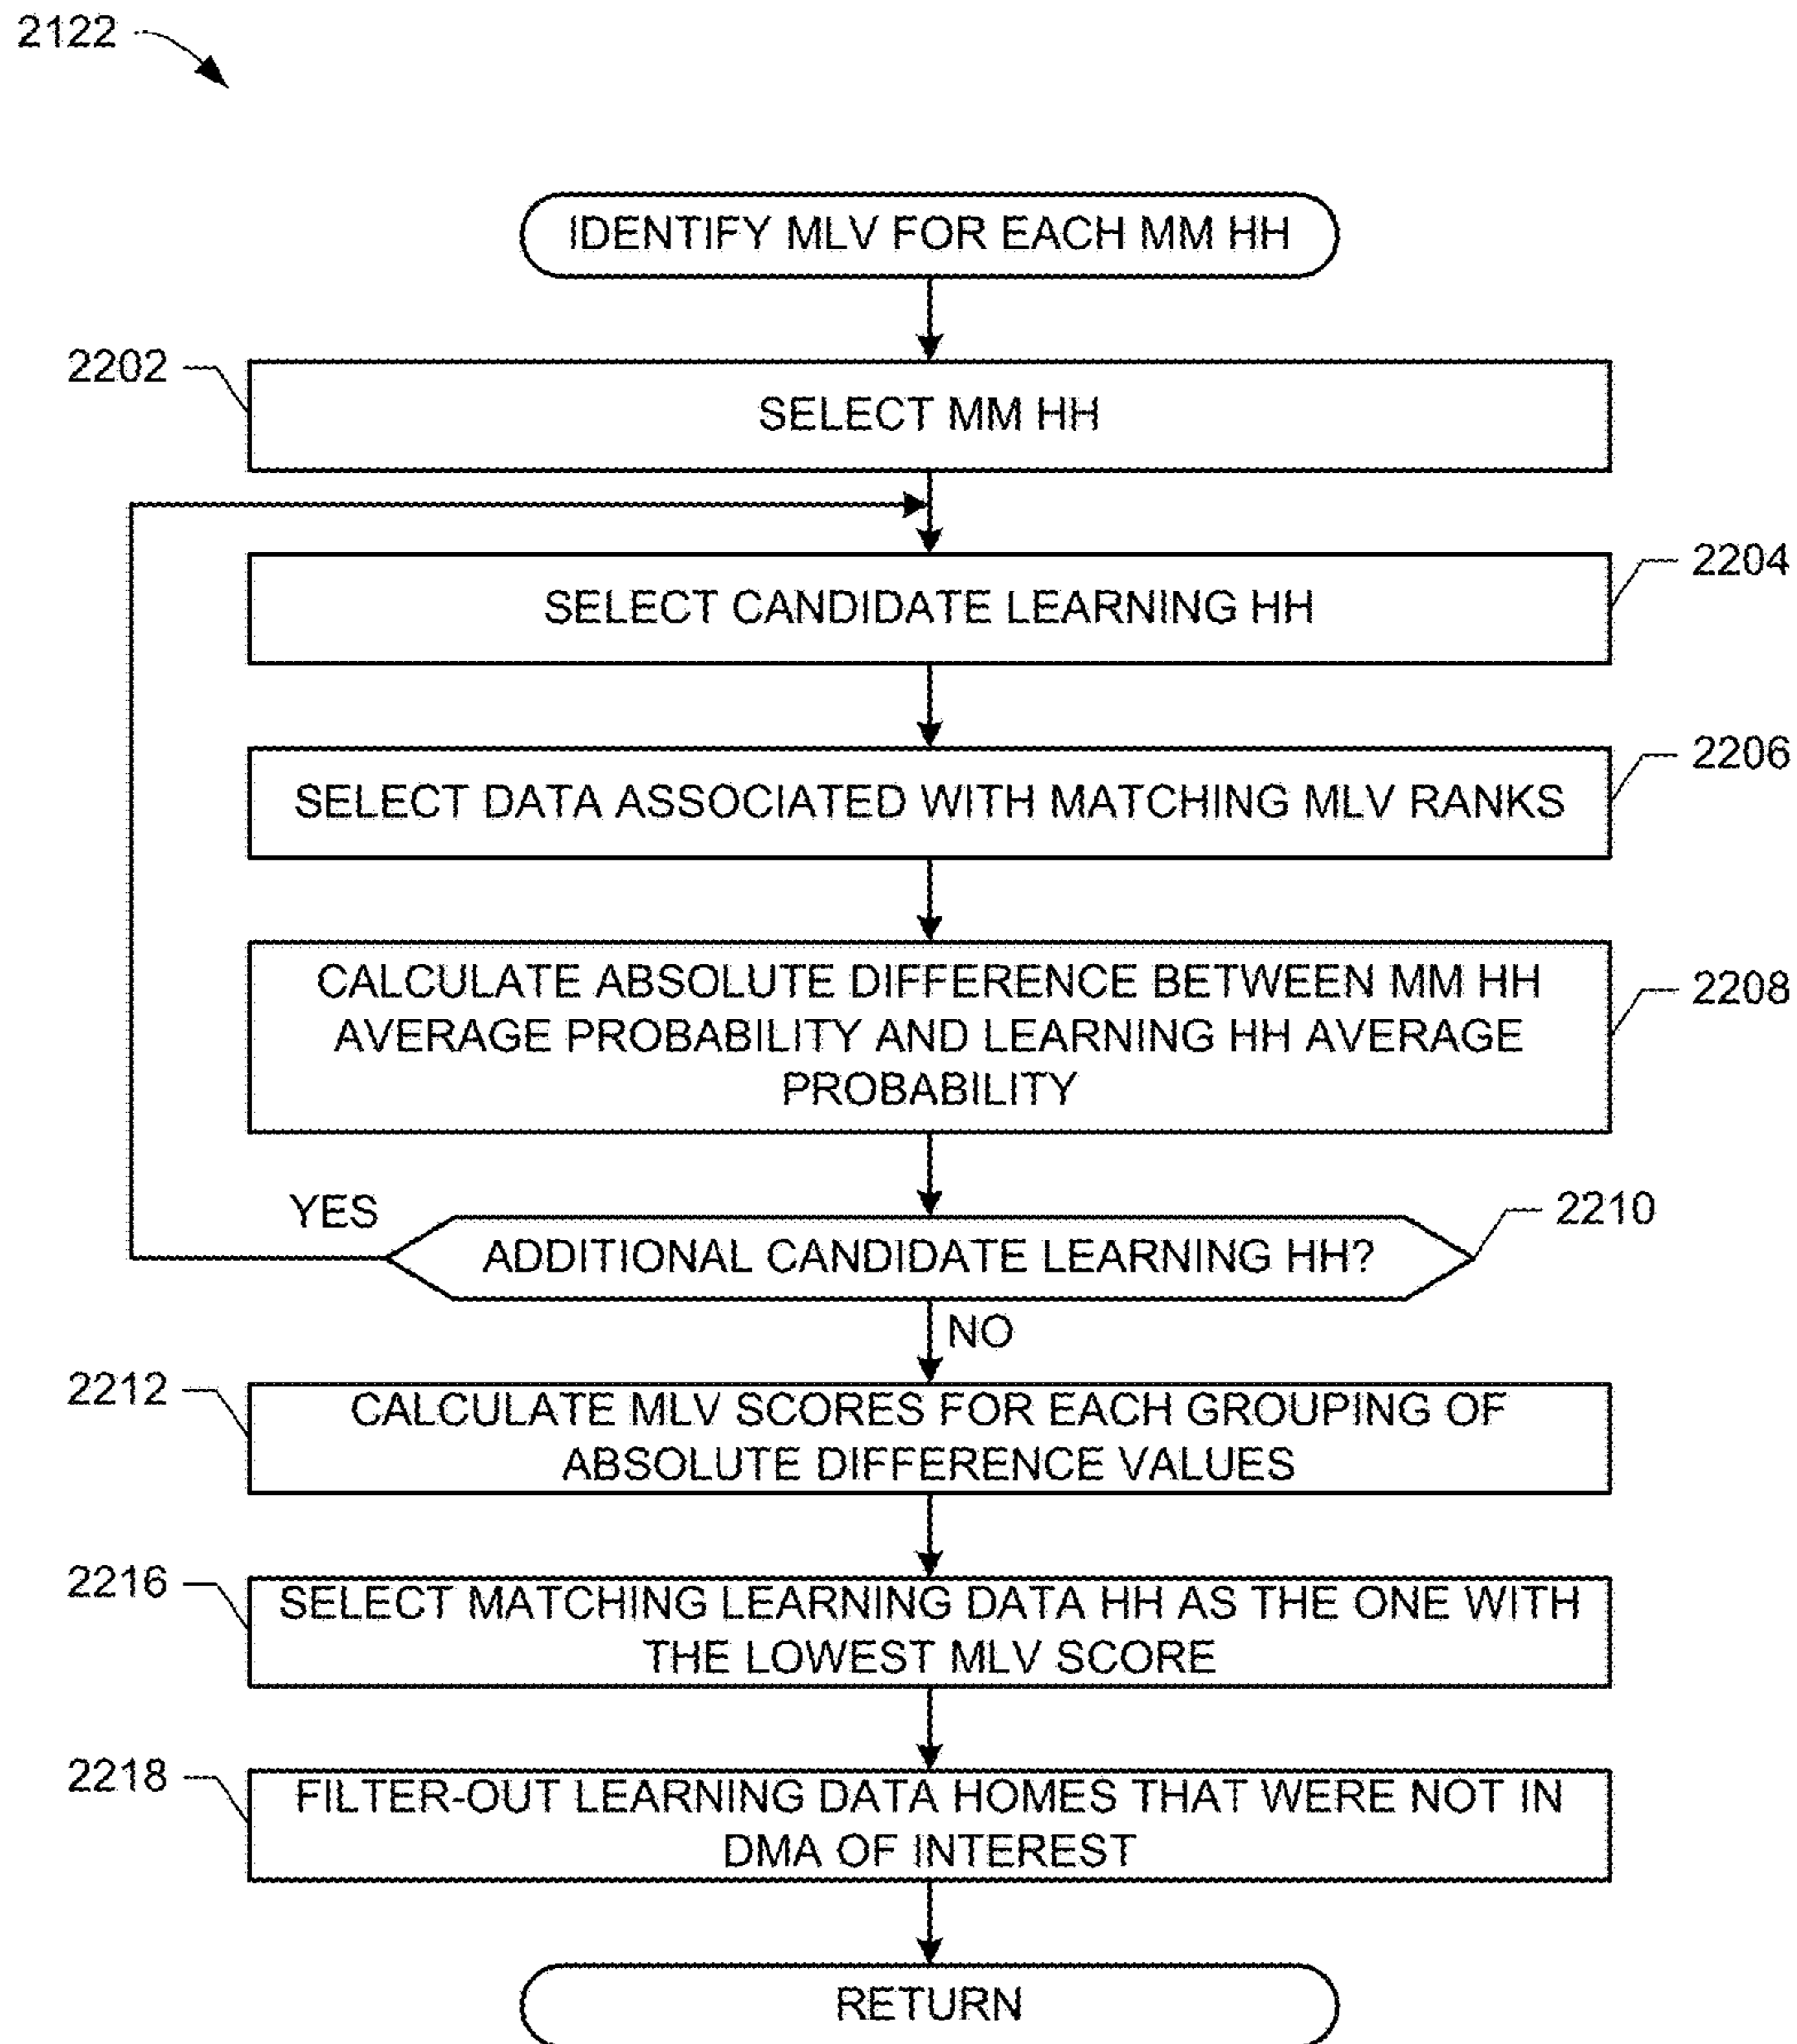 2122
IDENTIFY MLV FOR EACH MM HH
2202
SELECT MM HH
2204
SELECT CANDIDATE LEARNING HH
2206
SELECT DATA ASSOCIATED WITH MATCHING MLV RANKS
2208
CALCULATE ABSOLUTE DIFFERENCE BETWEEN MM HH
AVERAGE PROBABILITY AND LEARNING HH AVERAGE
PROBABILITY
YES
2210
ADDITIONAL CANDIDATE LEARNING HH?
NO
2212
CALCULATE MLV SCORES FOR EACH GROUPING OF
ABSOLUTE DIFFERENCE VALUES
2216
SELECT MATCHING LEARNING DATA HH AS THE ONE WITH
THE LOWEST MLV SCORE
2218
FILTER-OUT LEARNING DATA HOMES THAT WERE NOT IN
DMA OF INTEREST
RETURN